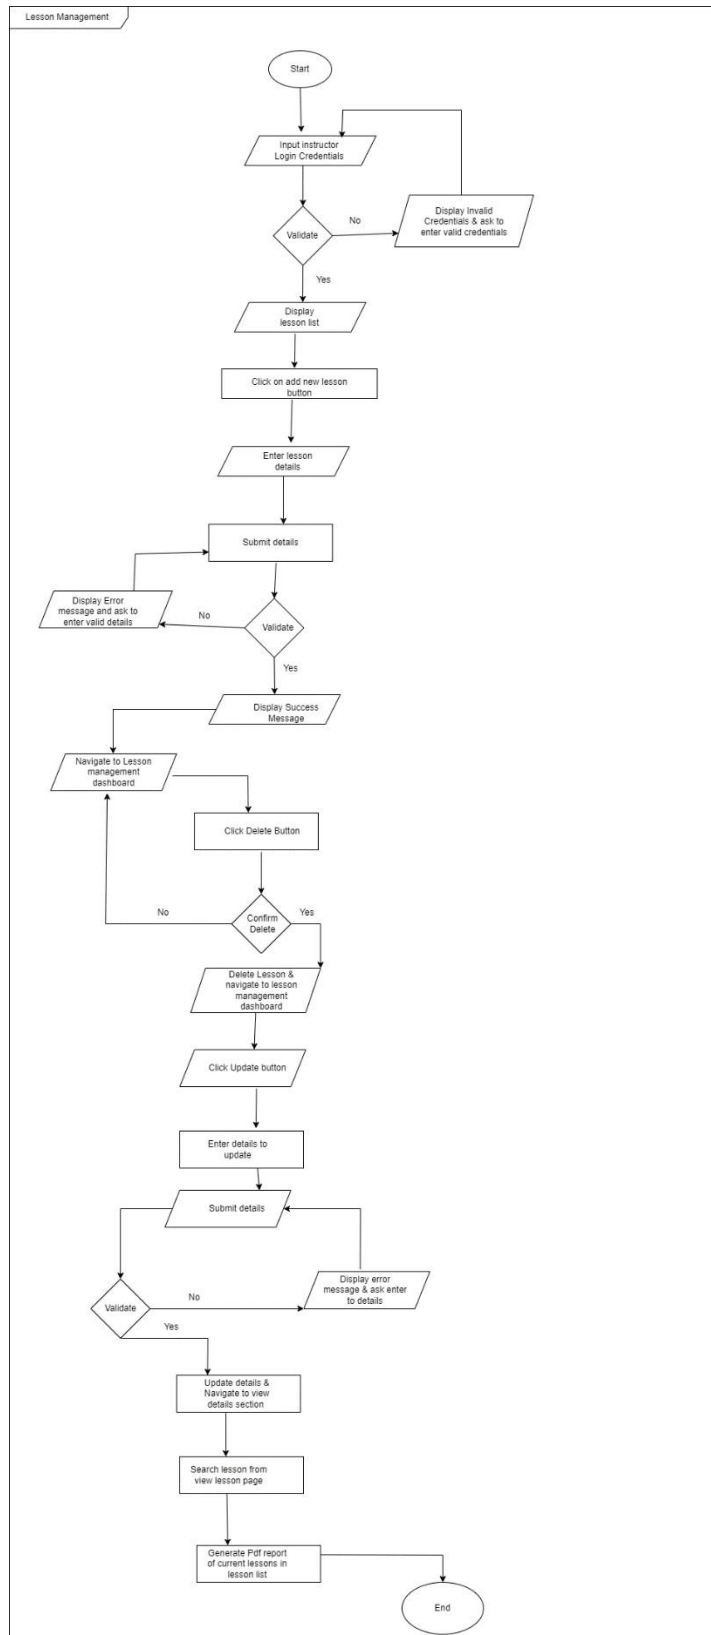 Lesson Management
Start
Input instructor
Login Credentials
Display Invalid
Credentials & ask to
enter valid credentials
No
Validate
Yes
Display
lesson list
Click on add new lesson
button
Enter lesson
details
Submit details
Display Error
message and ask to
enter valid details
No
Validate
Yes
Display Success
Message
Navigate to Lesson
management
dashboard
Click Delete Button
No
Yes
Confirm
Delete
Delete Lesson &
navigate to lesson
management
dashboard
Click Update button
Enter details to
update
Submit details
Display error
message & ask enter
to details
No
Validate
Yes
Update details &
Navigate to view
details section
Search lesson from
view lesson page
Generate Pdf report
of current lessons in
lesson list
End